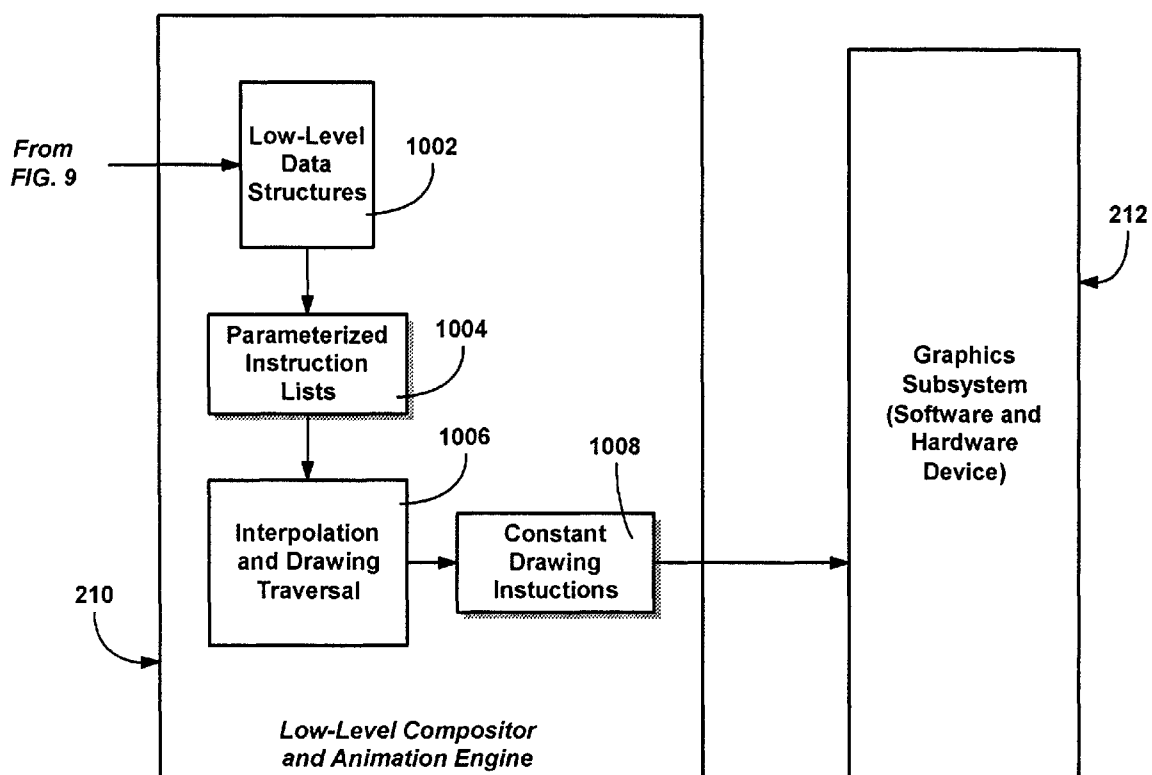 From
FIG. 9
Low-Level
Data
Structures
1002
212
Parameterized
Instruction
Lists
1004
Graphics
Subsystem
(Software and
Hardware
Device)
1006
1008
Interpolation
and Drawing
Traversal
Constant
Drawing
Instuctions
210
Low-Level Compositor
and Animation Engine